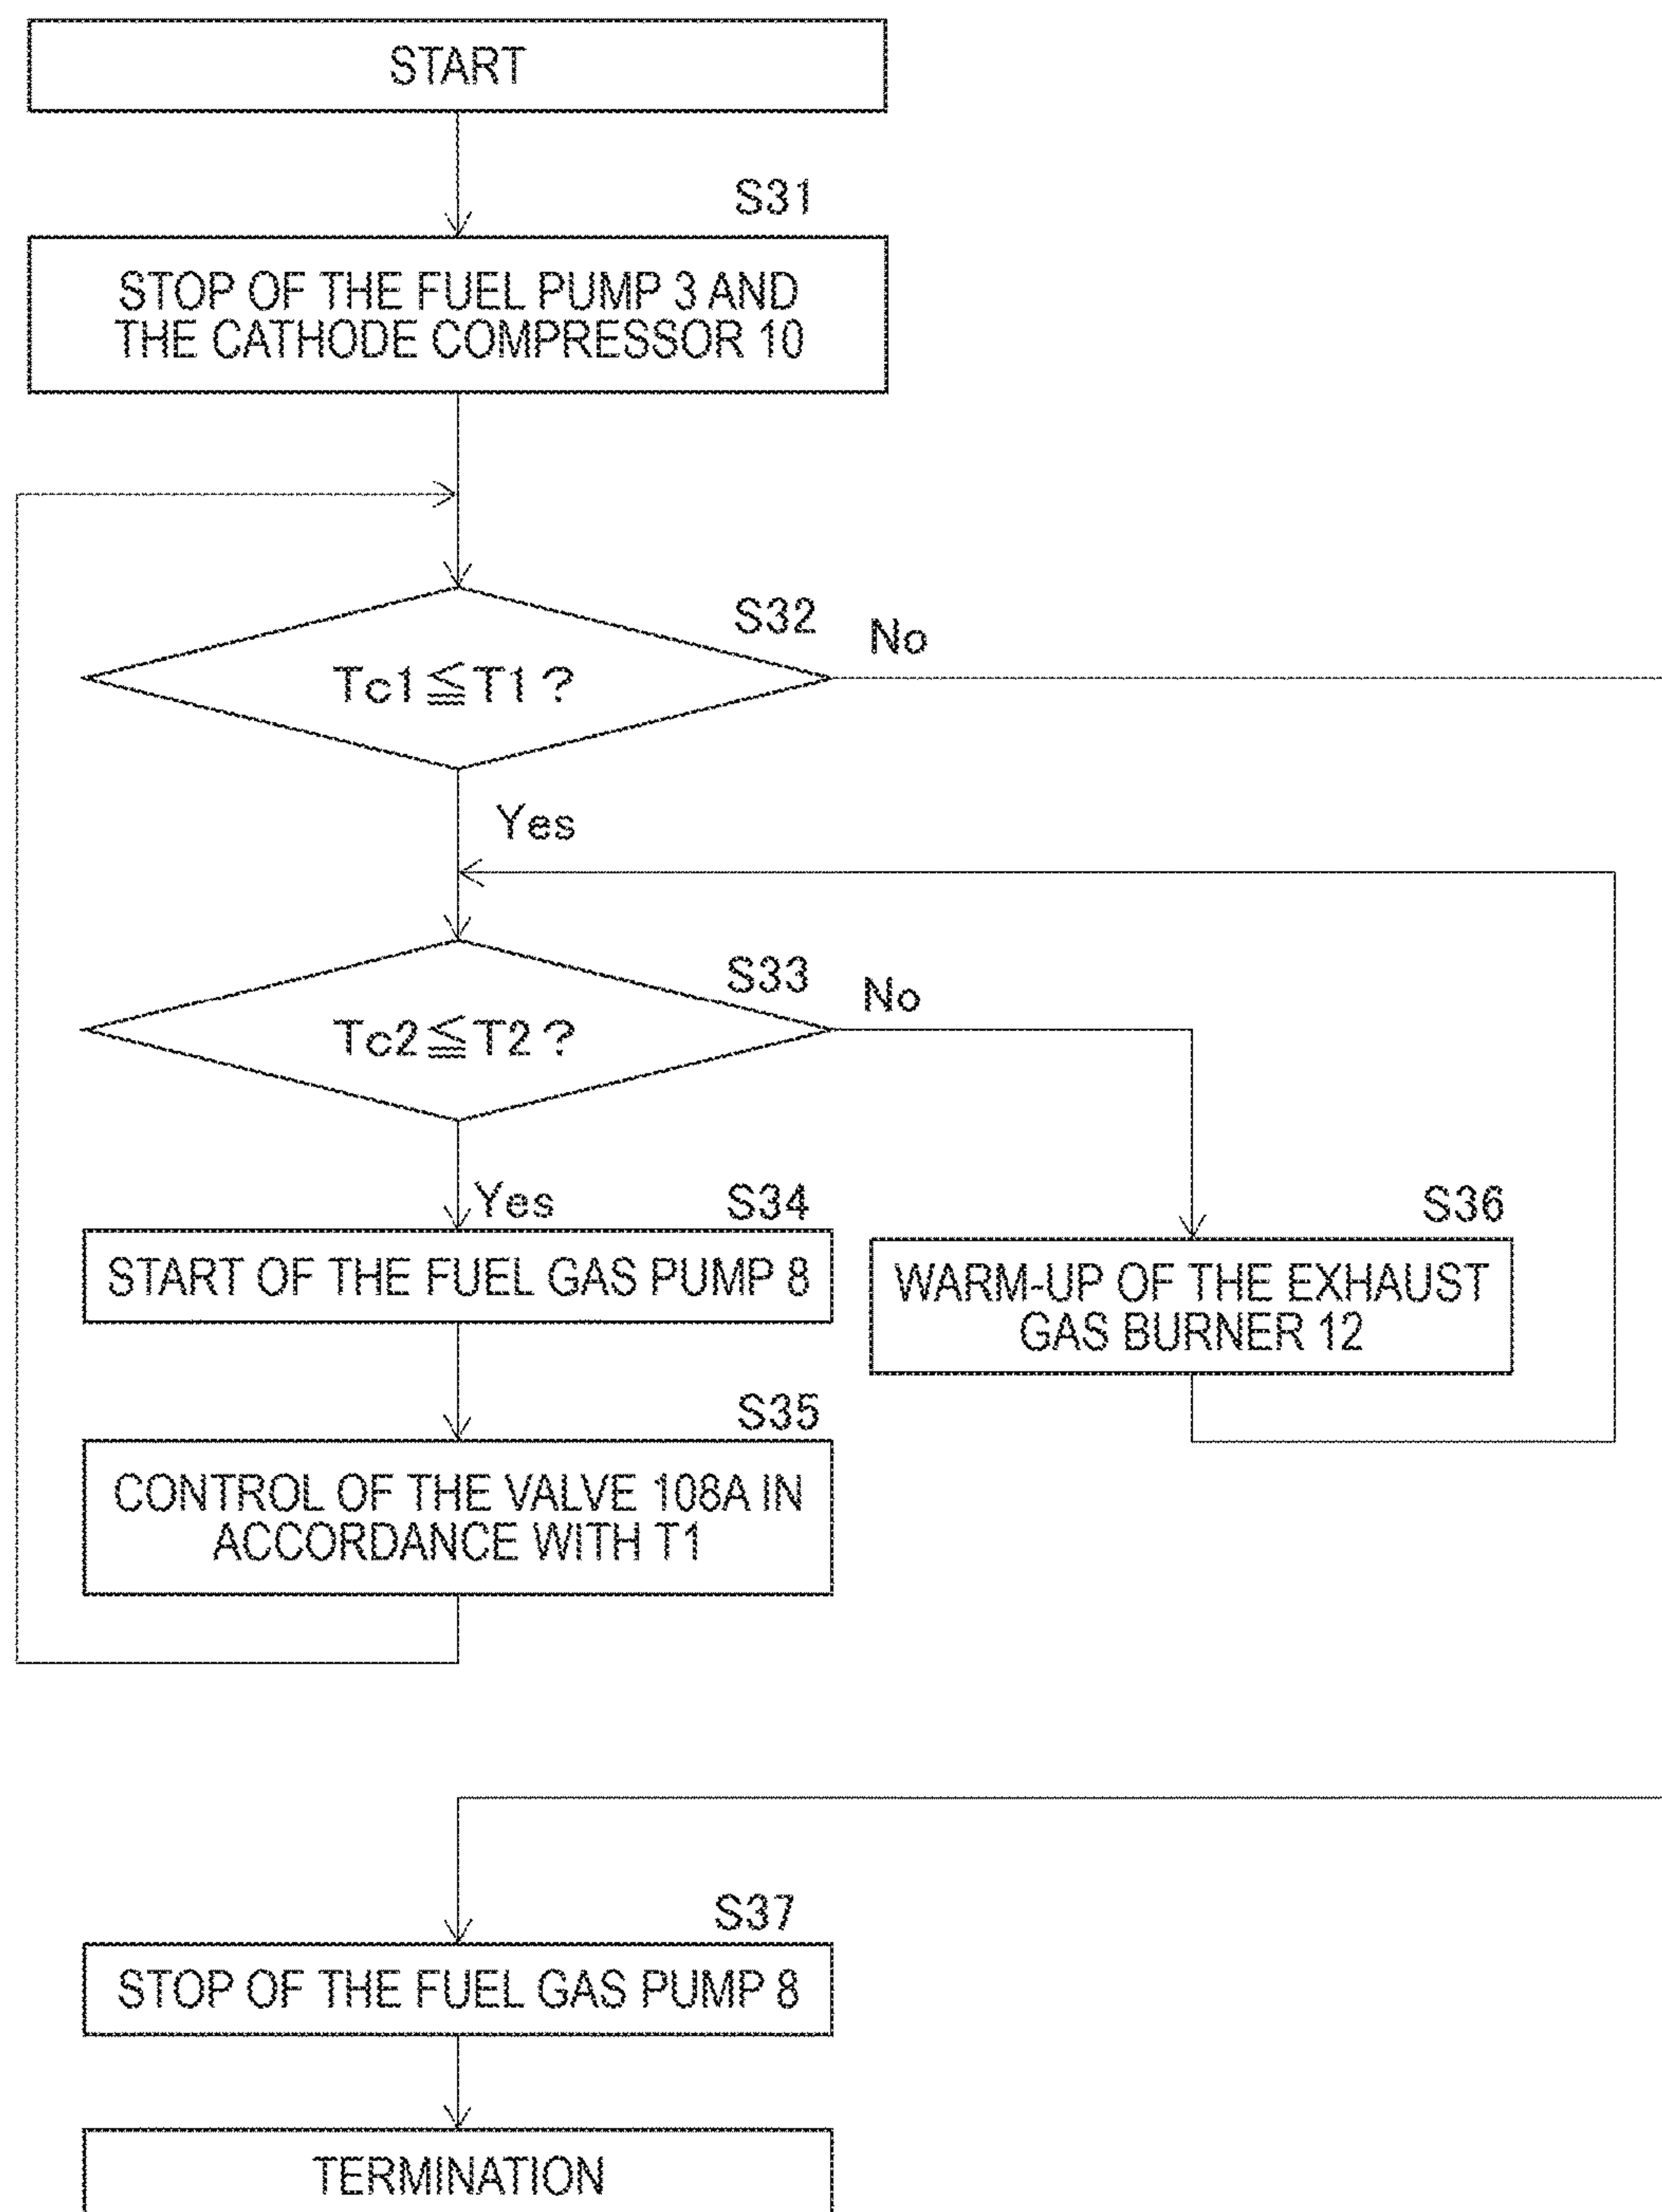 START
S31
STOP OF THE FUEL PUMP 3 AND
THE CATHODE COMPRESSOR 10
S32
No
Tc1≦T1?
Yes
S33
No
Tc2≦T2?
Yes
S34
START OF THE FUEL GAS PUMP 8
S36
WARM-UP OF THE EXHAUST
GAS BURNER 12
S35
CONTROL OF THE VALVE 108A IN
ACCORDANCE WITH T1
S37
STOP OF THE FUEL GAS PUMP 8
TERMINATION